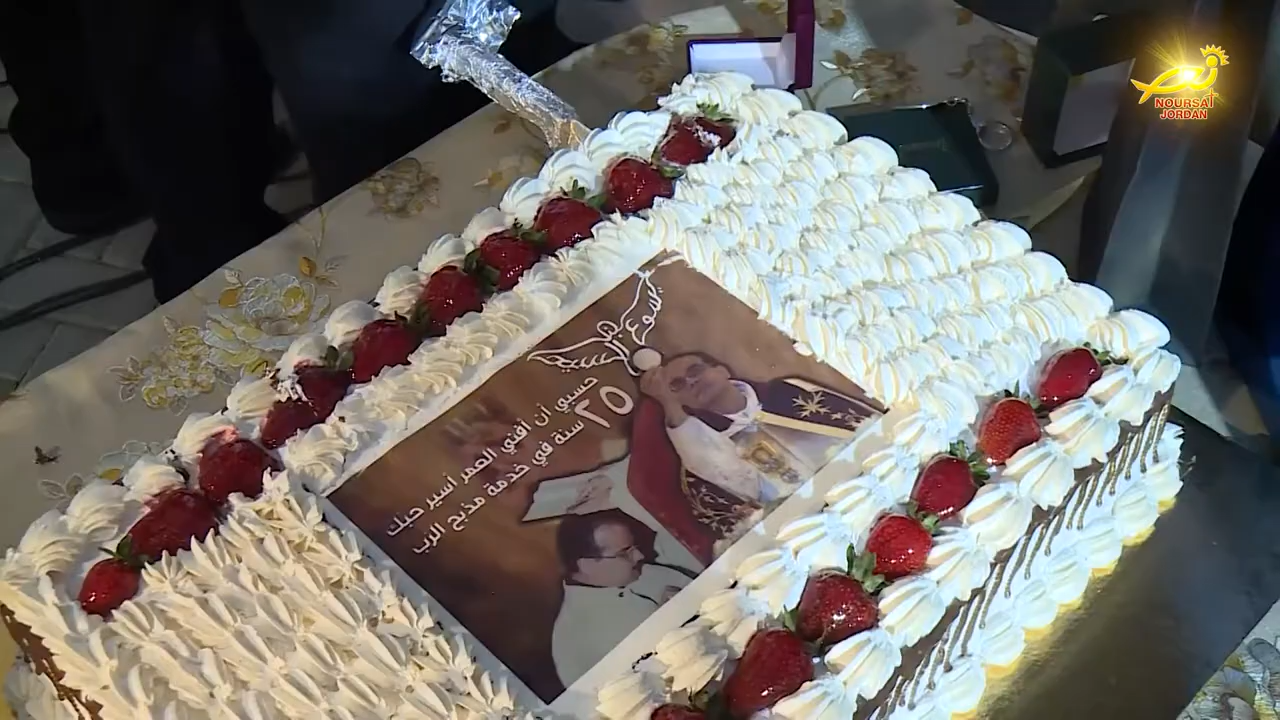 NOURSAT
JORDAN
يسوع
حسبي أن أفني العمر أسير حبك
٢٥ سنة في خدمة مذبح الرب